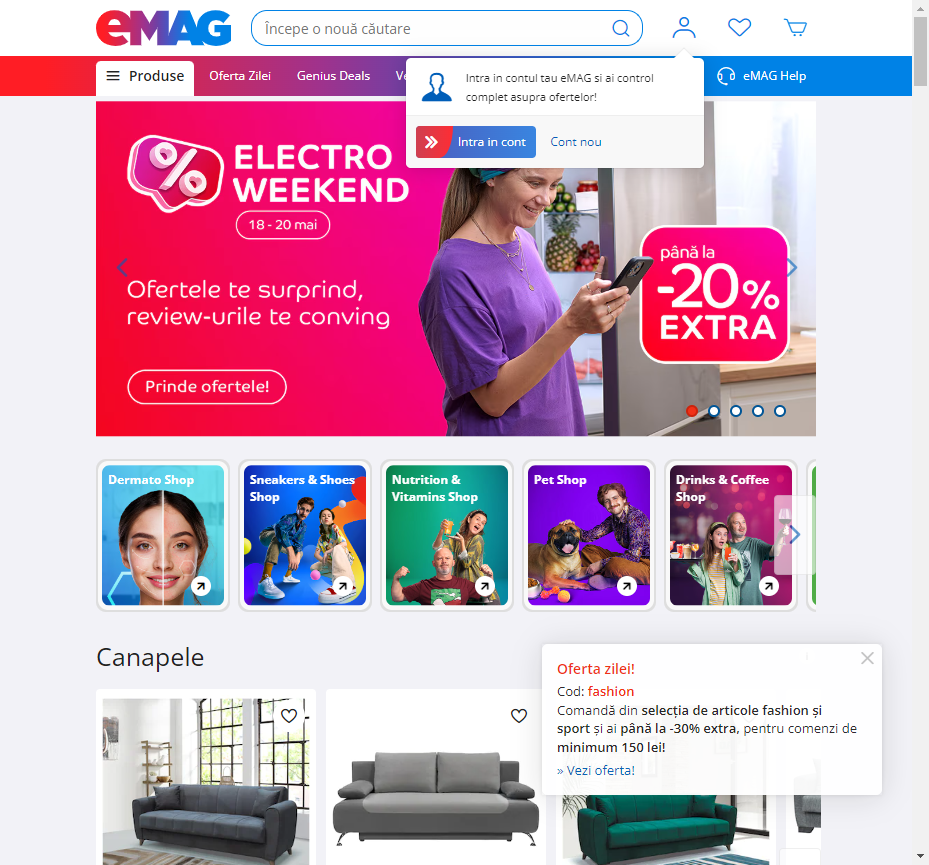 eMAG
Începe o nouă căutare
Produse
Oferta Zilei
Genius Deals
eMAG Help
Intra in contul tau eMAG si ai control
complet asupra ofertelor!
Intra in cont
Cont nou
ELECTRO
WEEKEND
18 - 20 mai
Ofertele te surprind,
review-urile te conving
Prinde ofertele!
până la
-20%
EXTRA
Dermato Shop
Sneakers & Shoes
Shop
Nutrition &
Vitamins Shop
Pet Shop
Drinks & Coffee
Shop
Canapele
Oferta zilei!
Cod: fashion
Comandă din selecția de articole fashion și
sport și ai până la -30% extra, pentru comenzi de
minimum 150 lei!
» Vezi oferta!